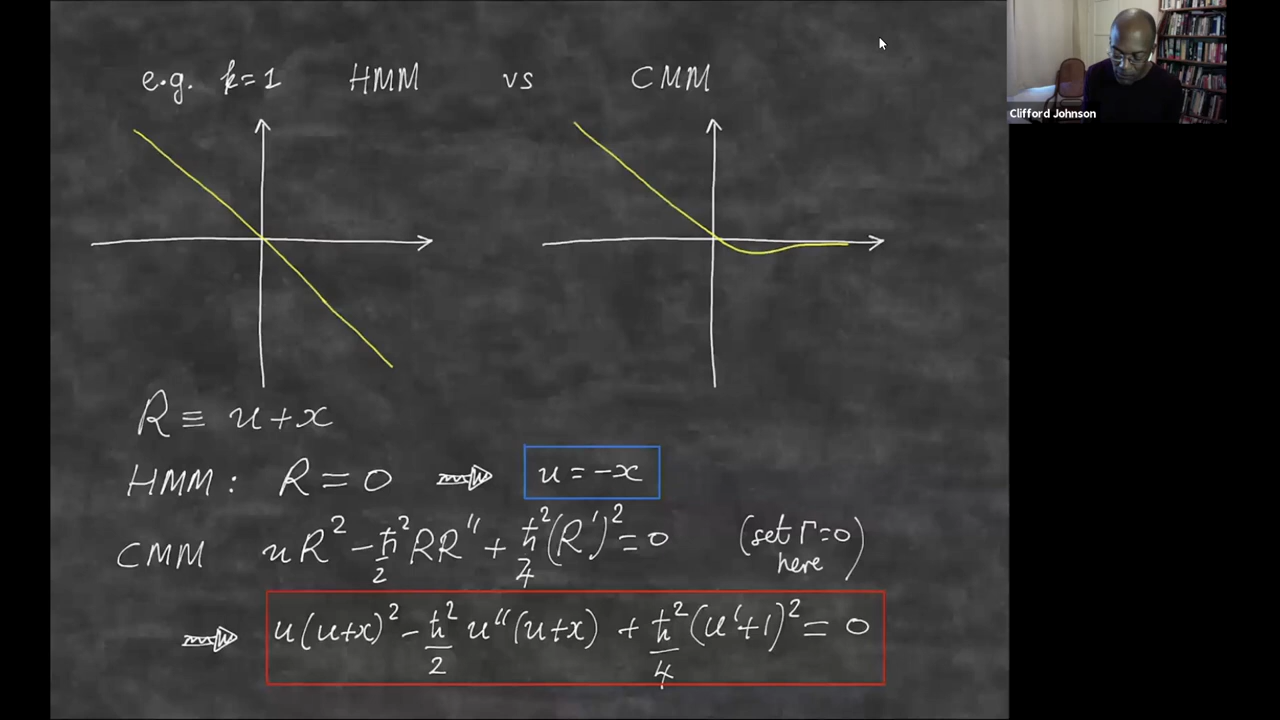 e.g. k=1 HMM vs CMM
Clifford Johnson
R ≡ u+x
HMM: R = 0 ⇒ u = -x
CMM uR² - ħ²/2 RR'' + ħ²/4 (R')² = 0 (set Γ=0 here)
⇒ u(u+x)² - ħ²/2 u''(u+x) + ħ²/4 (u'+1)² = 0